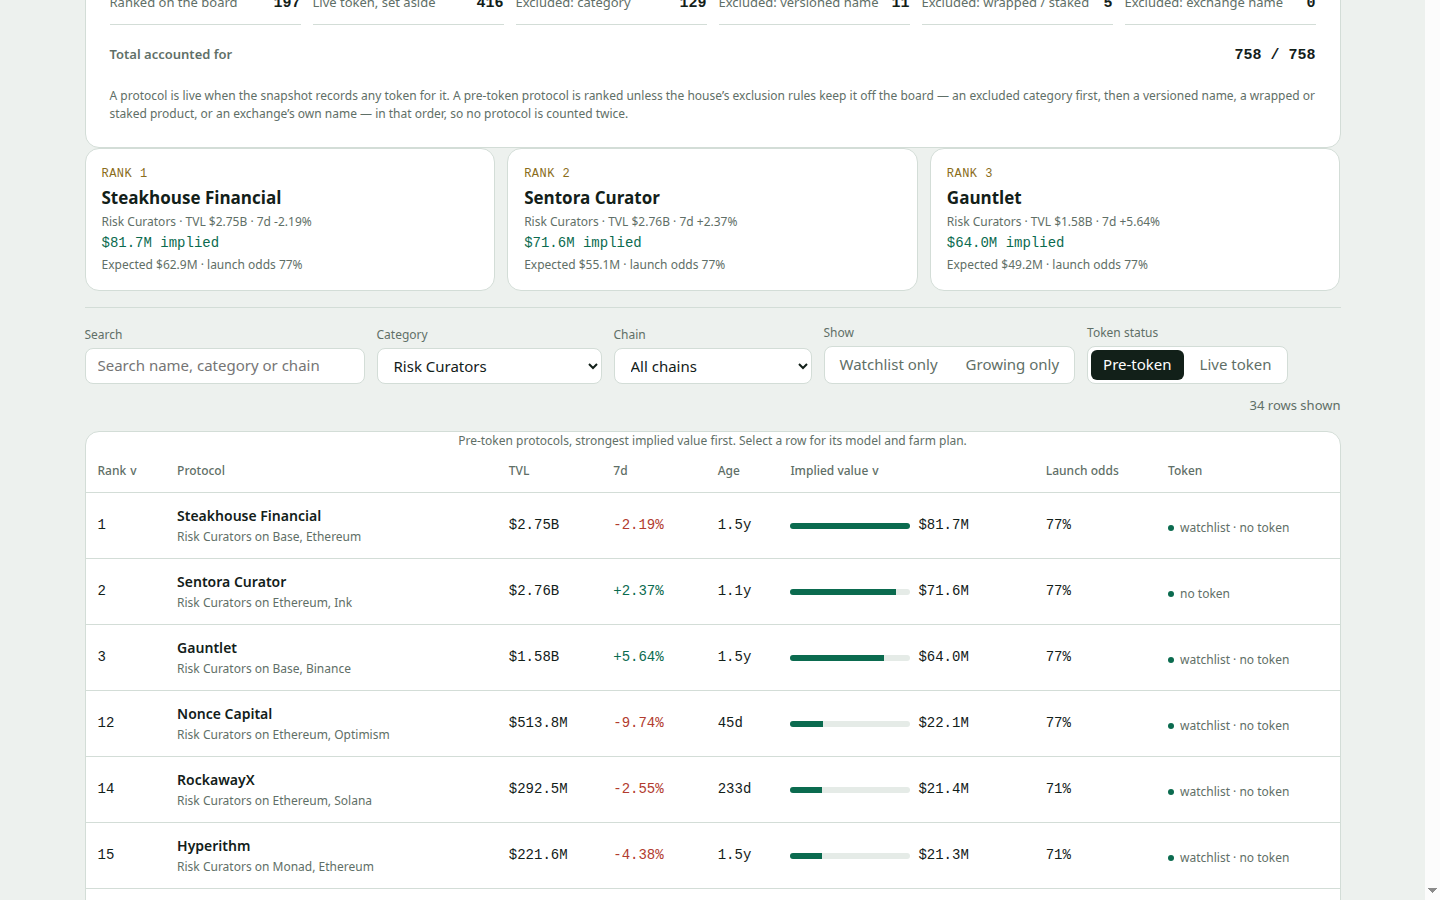 Ranked on the board 197 Live token, set aside 416 Excluded: category 129 Excluded: versioned name 11 Excluded: wrapped / staked 5 Excluded: exchange name 0
Total accounted for 758 / 758
A protocol is live when the snapshot records any token for it. A pre-token protocol is ranked unless the house's exclusion rules keep it off the board — an excluded category first, then a versioned name, a wrapped or
staked product, or an exchange's own name — in that order, so no protocol is counted twice.
RANK 1
Steakhouse Financial
Risk Curators · TVL $2.75B · 7d -2.19%
$81.7M implied
Expected $62.9M · launch odds 77%
RANK 2
Sentora Curator
Risk Curators · TVL $2.76B · 7d +2.37%
$71.6M implied
Expected $55.1M · launch odds 77%
RANK 3
Gauntlet
Risk Curators · TVL $1.58B · 7d +5.64%
$64.0M implied
Expected $49.2M · launch odds 77%
Search
Search name, category or chain
Category
Risk Curators
Chain
All chains
Show
Watchlist only Growing only
Token status
Pre-token Live token
34 rows shown
Pre-token protocols, strongest implied value first. Select a row for its model and farm plan.
Rank v Protocol TVL 7d Age Implied value v Launch odds Token
1 Steakhouse Financial $2.75B -2.19% 1.5y $81.7M 77% watchlist · no token
Risk Curators on Base, Ethereum
2 Sentora Curator $2.76B +2.37% 1.1y $71.6M 77% no token
Risk Curators on Ethereum, Ink
3 Gauntlet $1.58B +5.64% 1.5y $64.0M 77% watchlist · no token
Risk Curators on Base, Binance
12 Nonce Capital $513.8M -9.74% 45d $22.1M 77% watchlist · no token
Risk Curators on Ethereum, Optimism
14 RockawayX $292.5M -2.55% 233d $21.4M 71% watchlist · no token
Risk Curators on Ethereum, Solana
15 Hyperithm $221.6M -4.38% 1.5y $21.3M 71% watchlist · no token
Risk Curators on Monad, Ethereum